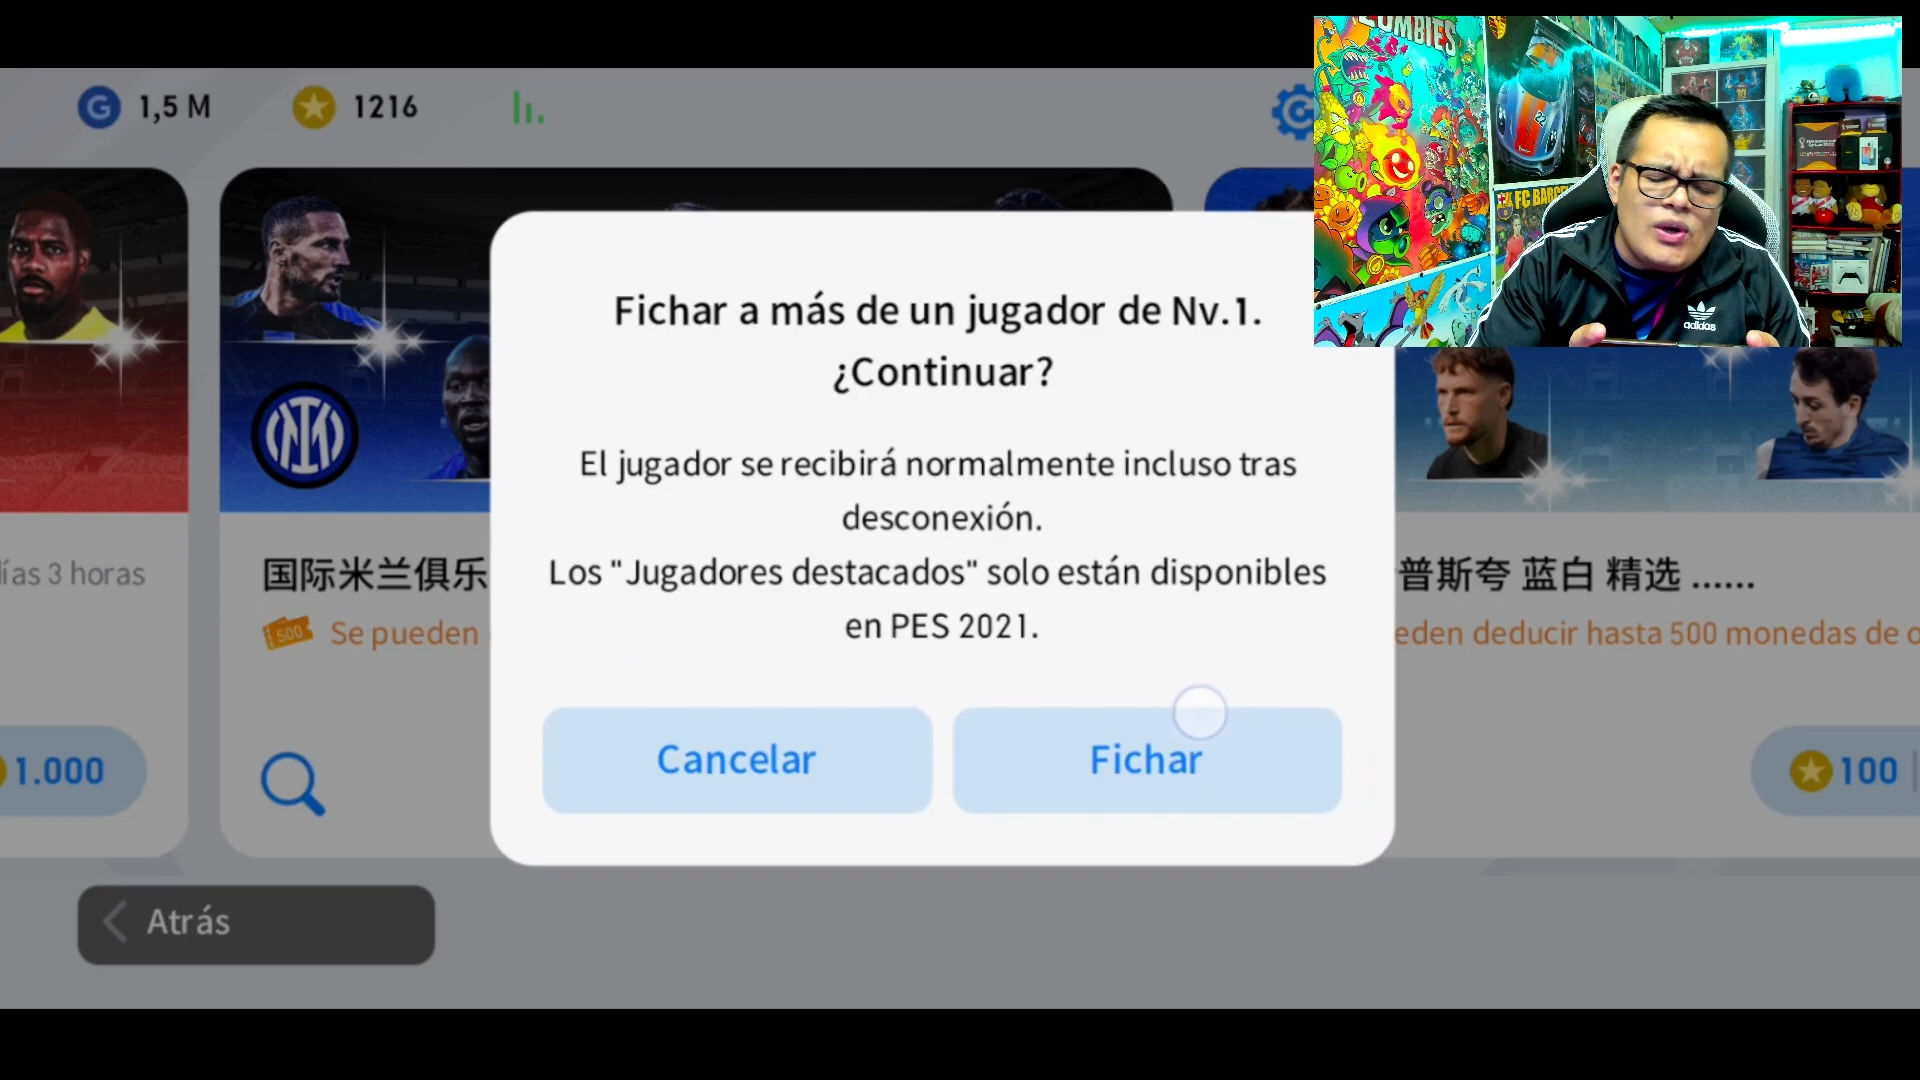 ZOMBIES
1,5 M
1216
22
FC BARCEL
adidas
Fichar a más de un jugador de Nv.1.
¿Continuar?
El jugador se recibirá normalmente incluso tras
desconexión.
Los "Jugadores destacados" solo están disponibles
en PES 2021.
ías 3 horas
国际米兰俱乐
500
Se pueden
普斯夸 蓝白 精选 ......
eden deducir hasta 500 monedas de o
1.000
Cancelar
Fichar
100
Atrás